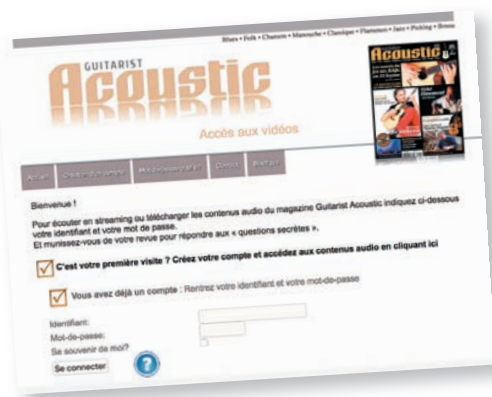 Blues • Folk • Chanson • Manouche • Classique • Flamenco • Jazz • Picking • Bossa
GUITARIST
Acoustic
Acoustic
Accès aux vidéos
Accueil
Création d'un compte
Contact
Boutique
Bienvenue !
Pour écouter en streaming ou télécharger les contenus audio du magazine Guitarist Acoustic indiquez ci-dessous
votre identifiant et votre mot de passe.
Et munissez-vous de votre revue pour répondre aux « questions secrètes ».
C'est votre première visite ? Créez votre compte et accédez aux contenus audio en cliquant ici
Vous avez déjà un compte : Rentrez votre identifiant et votre mot-de-passe
Identifiant:
Mot-de-passe:
Se souvenir de moi?
Se connecter
?